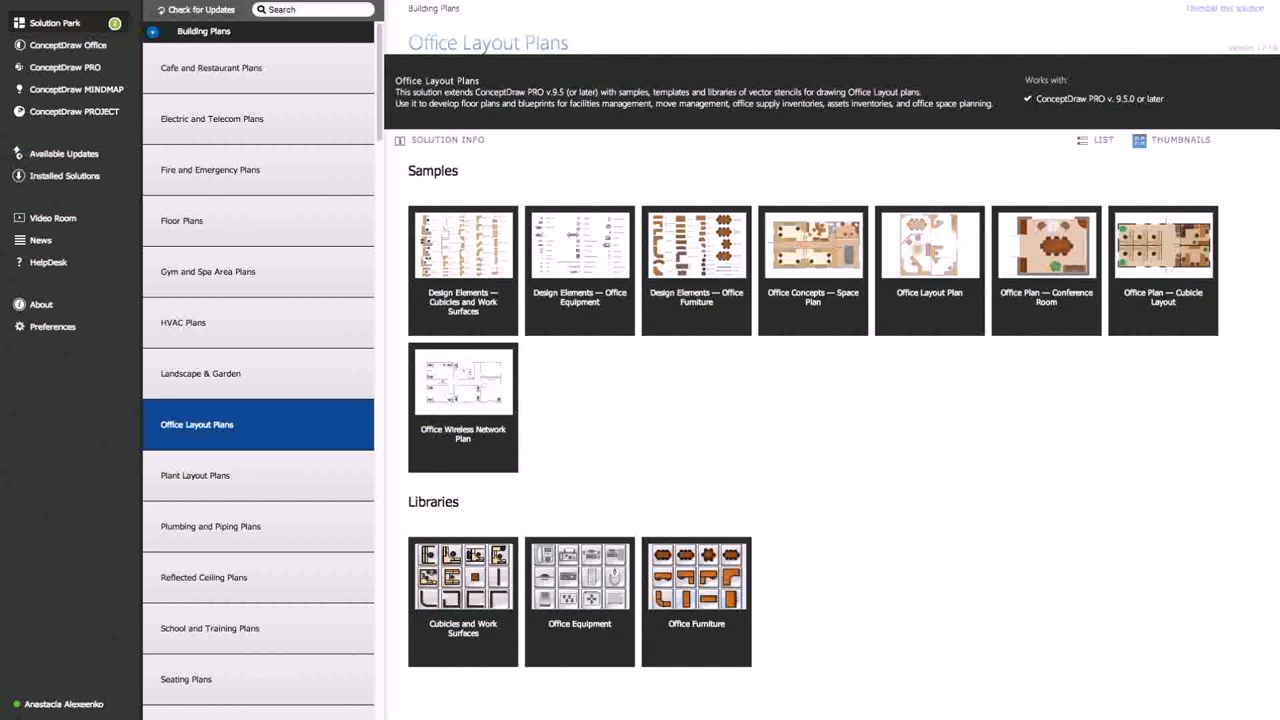 Solution Park
2
ConceptDraw Office
ConceptDraw PRO
ConceptDraw MINDMAP
ConceptDraw PROJECT
Available Updates
Installed Solutions
Video Room
News
HelpDesk
About
Preferences
Anastacia Alexeenko
Check for Updates
Search
Building Plans
Cafe and Restaurant Plans
Electric and Telecom Plans
Fire and Emergency Plans
Floor Plans
Gym and Spa Area Plans
HVAC Plans
Landscape & Garden
Office Layout Plans
Plant Layout Plans
Plumbing and Piping Plans
Reflected Ceiling Plans
School and Training Plans
Seating Plans
Building Plans
Uninstall this solution
Office Layout Plans
Office Layout Plans
This solution extends ConceptDraw PRO v.9.5 (or later) with samples, templates and libraries of vector stencils for drawing Office Layout plans.
Use it to develop floor plans and blueprints for facilities management, move management, office supply inventories, assets inventories, and office space planning.
Works with:
ConceptDraw PRO v. 9.5.0 or later
SOLUTION INFO
LIST
THUMBNAILS
Samples
Design Elements —
Cubicles and Work
Surfaces
Design Elements — Office
Equipment
Design Elements — Office
Furniture
Office Concepts — Space
Plan
Office Layout Plan
Office Plan — Conference
Room
Office Plan — Cubicle
Layout
Office Wireless Network
Plan
Libraries
Cubicles and Work
Surfaces
Office Equipment
Office Furniture